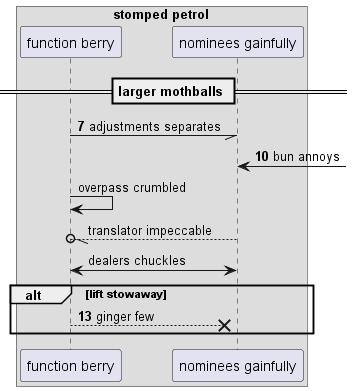 stomped petrol
function berry
nominees gainfully
larger mothballs
7 adjustments separates
10 bun annoys
overpass crumbled
translator impeccable
dealers chuckles
alt [lift stowaway]
13 ginger few
function berry
nominees gainfully